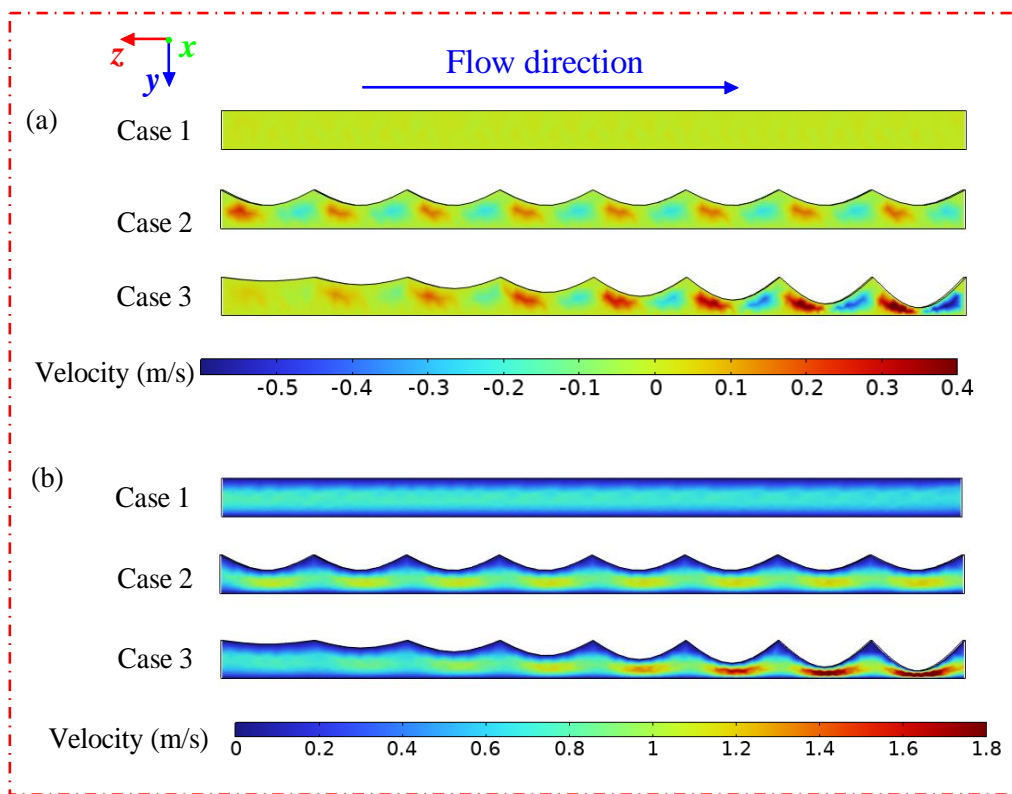 z x
y
Flow direction
(a)
Case 1
Case 2
Case 3
Velocity (m/s)
-0.5 -0.4 -0.3 -0.2 -0.1 0 0.1 0.2 0.3 0.4
(b)
Case 1
Case 2
Case 3
Velocity (m/s)
0 0.2 0.4 0.6 0.8 1 1.2 1.4 1.6 1.8